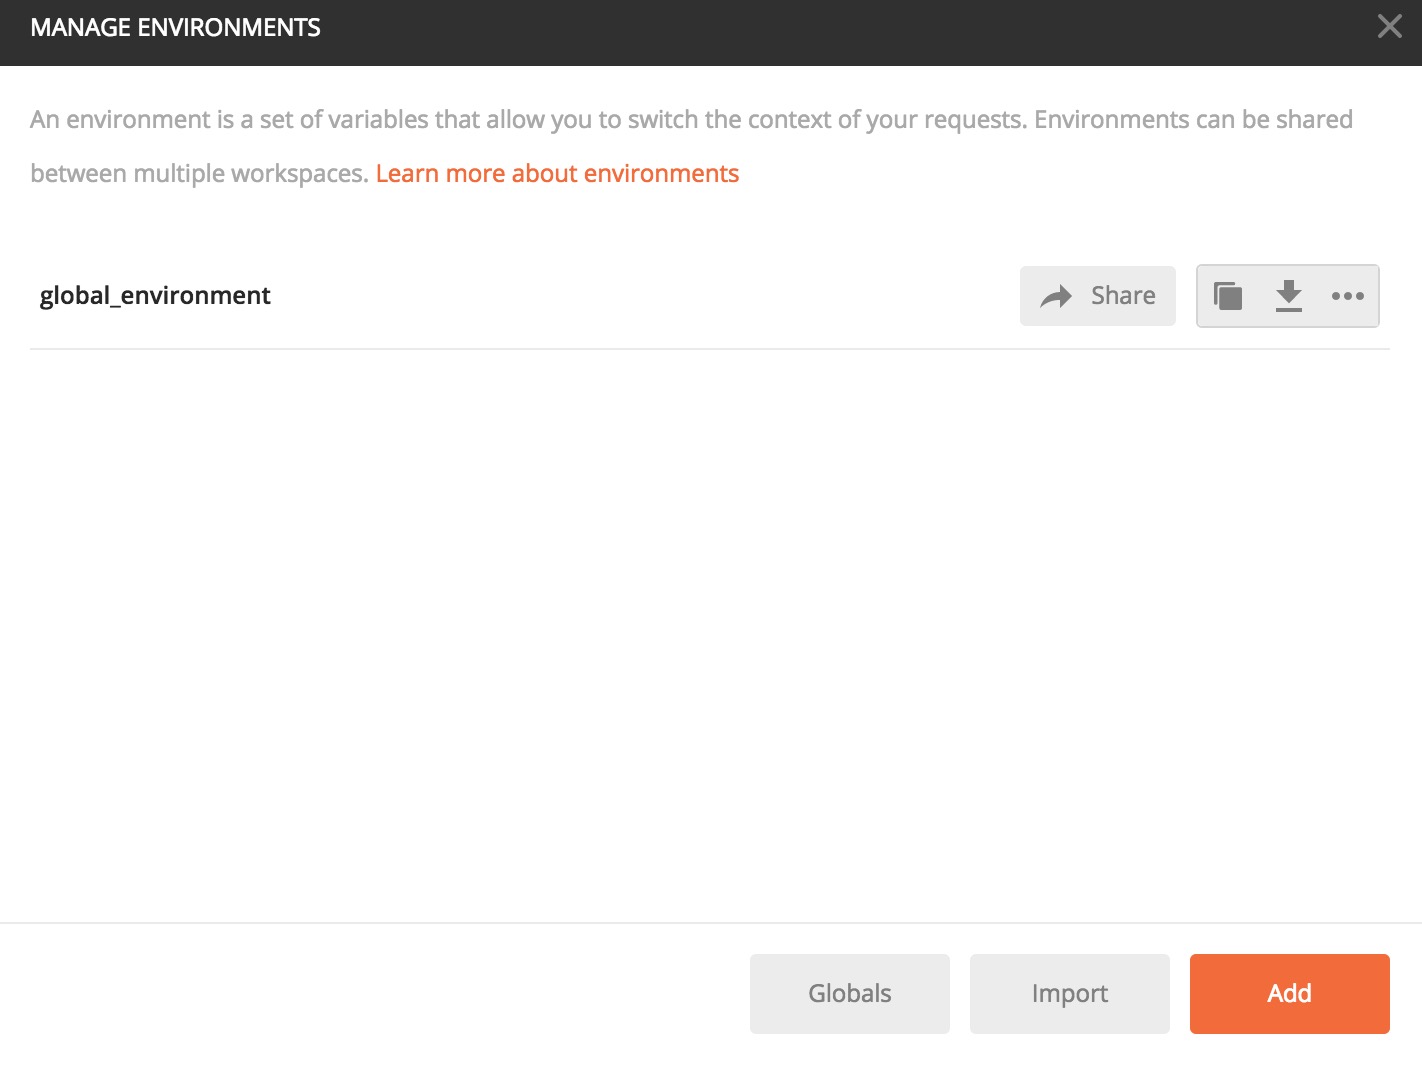 MANAGE ENVIRONMENTS
An environment is a set of variables that allow you to switch the context of your requests. Environments can be shared
between multiple workspaces. Learn more about environments
global_environment
Share
Globals
Import
Add